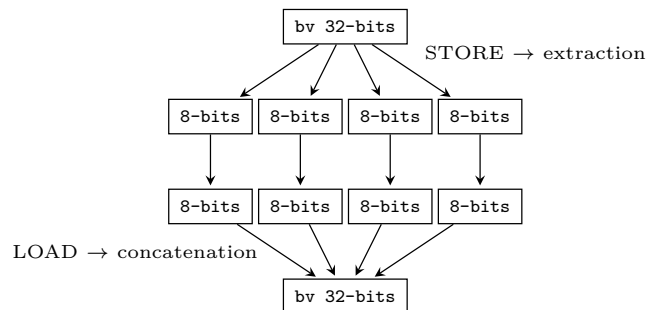 bv 32-bits
STORE → extraction
8-bits 8-bits 8-bits 8-bits
8-bits 8-bits 8-bits 8-bits
LOAD → concatenation
bv 32-bits